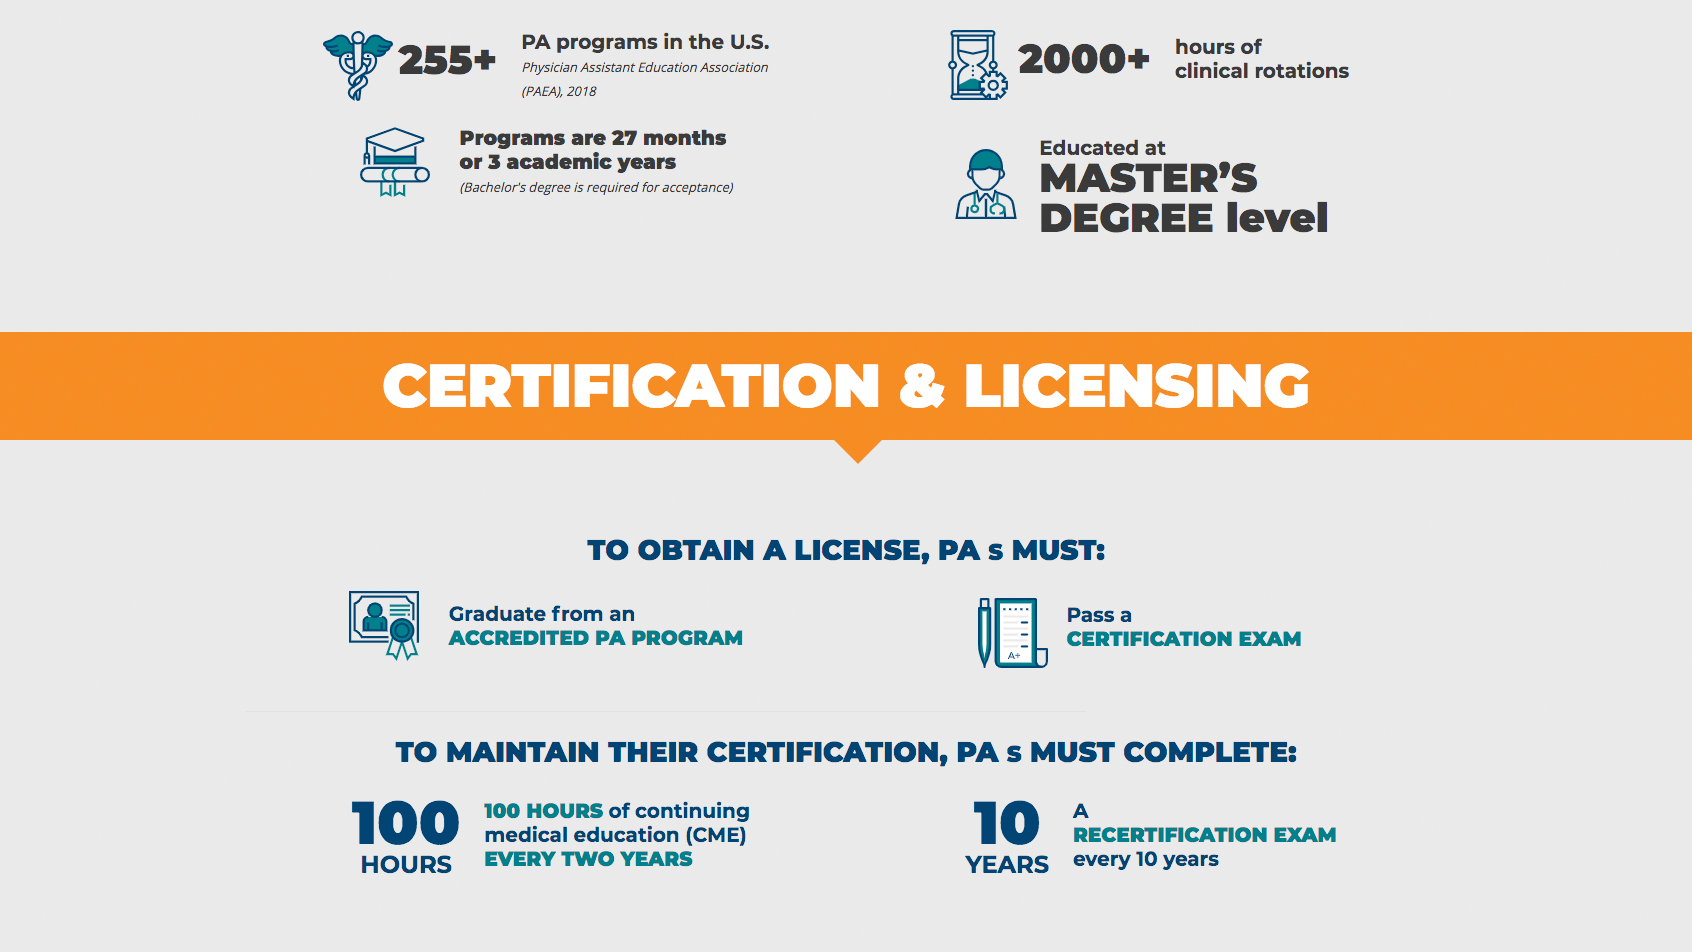 255+
PA programs in the U.S.
Physician Assistant Education Association
(PAEA), 2018
2000+
hours of
clinical rotations
Programs are 27 months
or 3 academic years
(Bachelor's degree is required for acceptance)
Educated at
MASTER’S
DEGREE level
CERTIFICATION & LICENSING
TO OBTAIN A LICENSE, PA s MUST:
Graduate from an
ACCREDITED PA PROGRAM
A+
Pass a
CERTIFICATION EXAM
TO MAINTAIN THEIR CERTIFICATION, PA s MUST COMPLETE:
100
HOURS
100 HOURS of continuing
medical education (CME)
EVERY TWO YEARS
10
YEARS
A
RECERTIFICATION EXAM
every 10 years